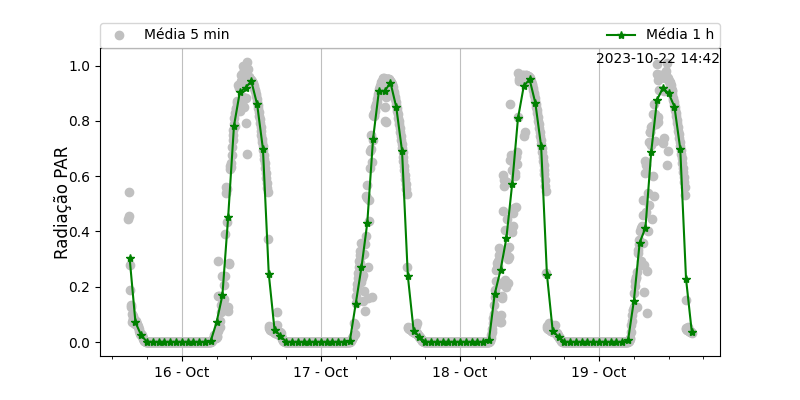 Média 5 min
Média 1 h
2023-10-22 14:42
Radiação PAR
1.0
0.8
0.6
0.4
0.2
0.0
16 - Oct
17 - Oct
18 - Oct
19 - Oct